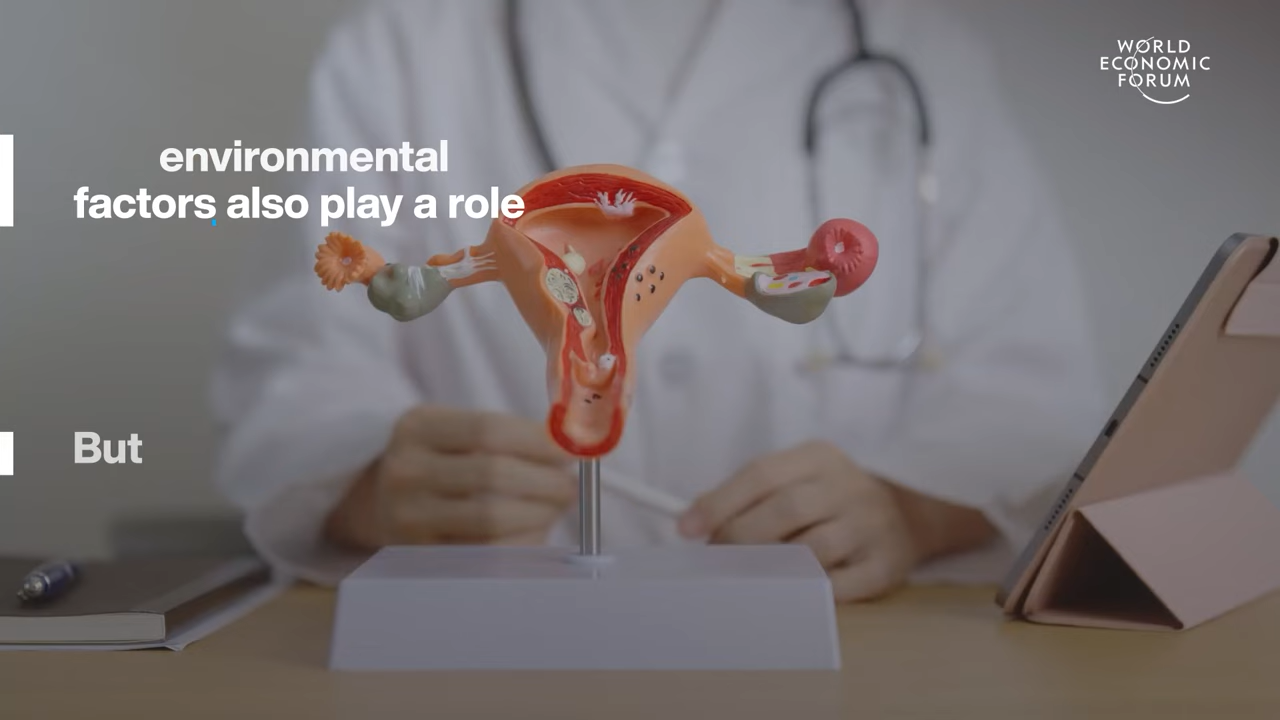 WORLD
ECONOMIC
FORUM
environmental
factors also play a role
But